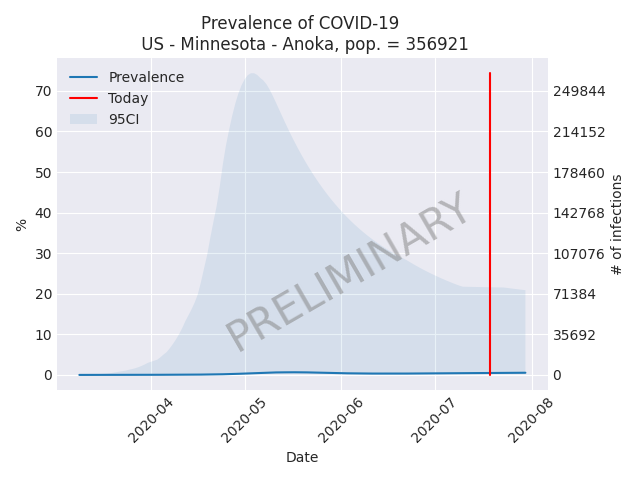 Prevalence of COVID-19
US - Minnesota - Anoka, pop. = 356921
Prevalence
Today
95CI
70
60
50
40
30
20
10
0
%
249844
214152
178460
142768
107076
71384
35692
0
# of infections
PRELIMINARY
2020-04
2020-05
2020-06
2020-07
2020-08
Date